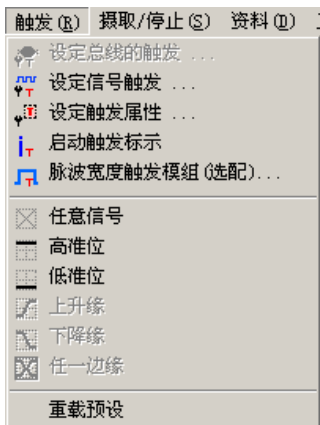 触发(R) 摄取/停止(S) 资料(D)
设定总线的触发 ...
设定信号触发 ...
设定触发属性 ...
启动触发标示
脉波宽度触发模组(选配)...
任意信号
高准位
低准位
上升缘
下降缘
任一边缘
重载预设